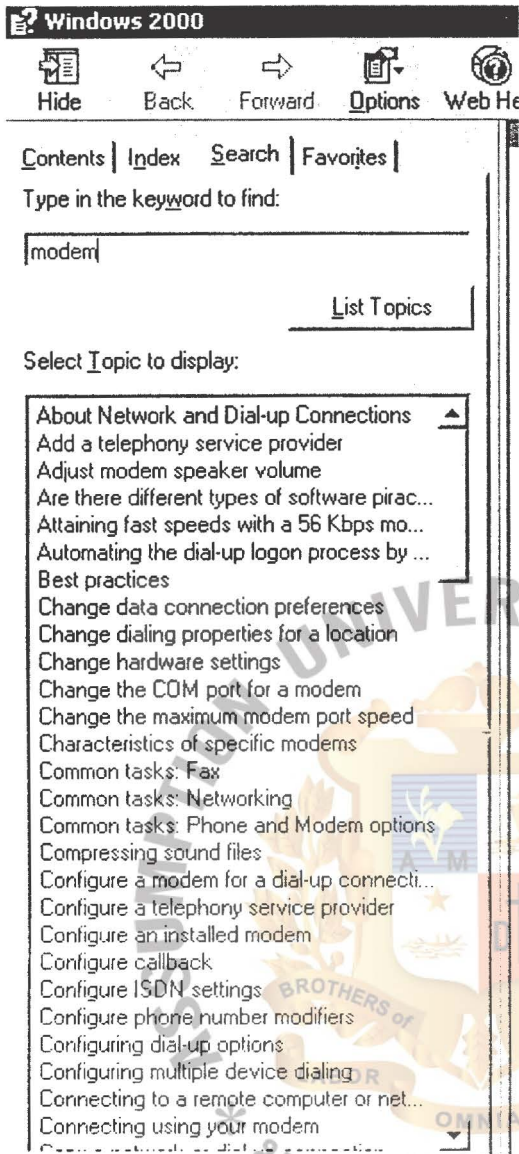 Windows 2000
Hide Back Forward Options Web He
Contents Index Search Favorites
Type in the keyword to find:
modem
List Topics
Select Topic to display:
About Network and Dial-up Connections
Add a telephony service provider
Adjust modem speaker volume
Are there different types of software pirac...
Attaining fast speeds with a 56 Kbps mo...
Automating the dial-up logon process by ...
Best practices
Change data connection preferences
Change dialing properties for a location
Change hardware settings
Change the COM port for a modem
Change the maximum modem port speed
Characteristics of specific modems
Common tasks: Fax
Common tasks: Networking
Common tasks: Phone and Modem options
Compressing sound files
Configure a modem for a dial-up connecti...
Configure a telephony service provider
Configure an installed modem
Configure callback
Configure ISDN settings
Configure phone number modifiers
Configuring dial-up options
Configuring multiple device dialing
Connecting to a remote computer or net...
Connecting using your modem
ASSUMPTION UNIVER
BROTHERS of